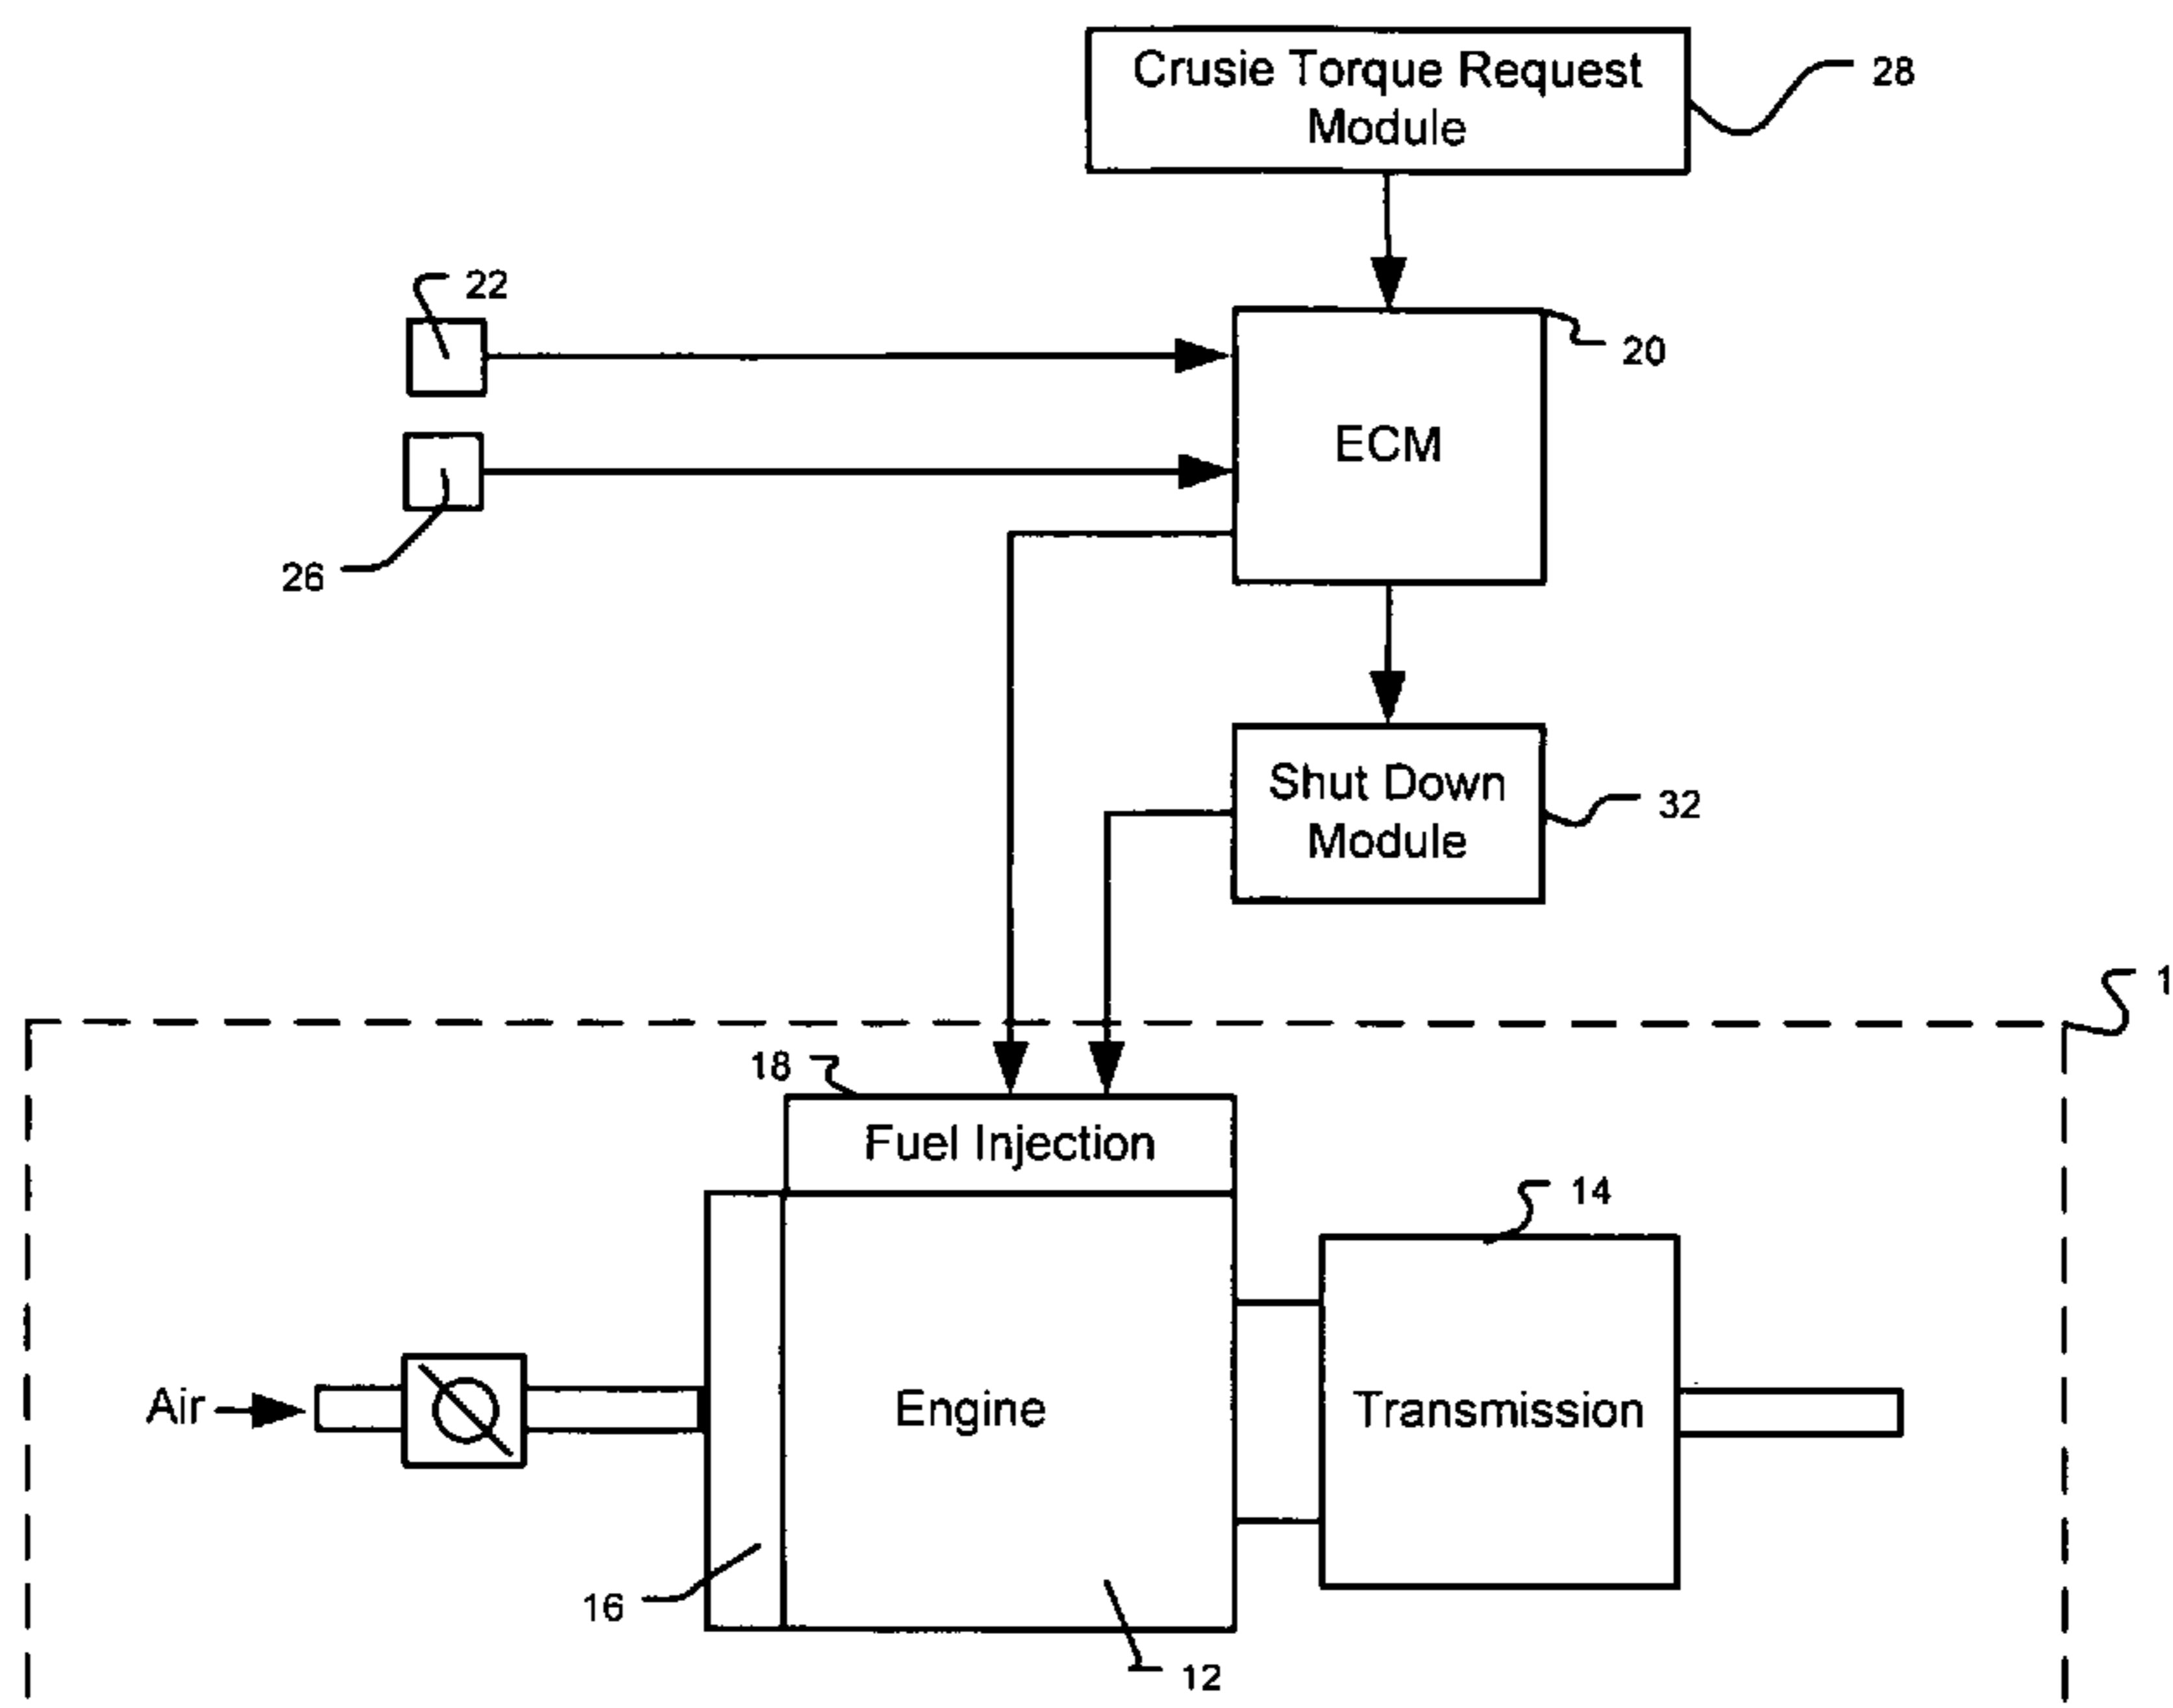 Crusie Torque Request
Module
28
22
20
ECM
26
Shut Down
Module
32
1
18
Fuel Injection
14
Air
Engine
Transmission
16
12